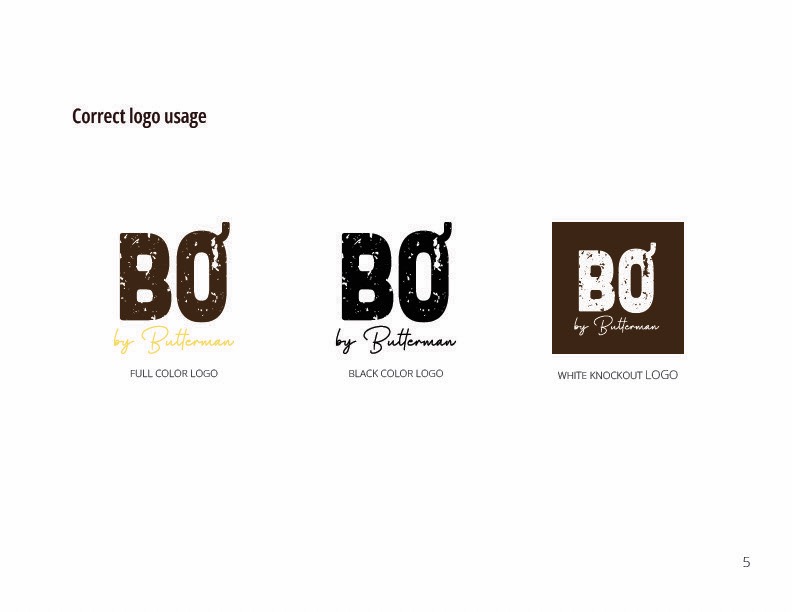 Correct logo usage
BƠ
by Butterman
FULL COLOR LOGO
BƠ
by Butterman
BLACK COLOR LOGO
BƠ
by Butterman
WHITE KNOCKOUT LOGO
5